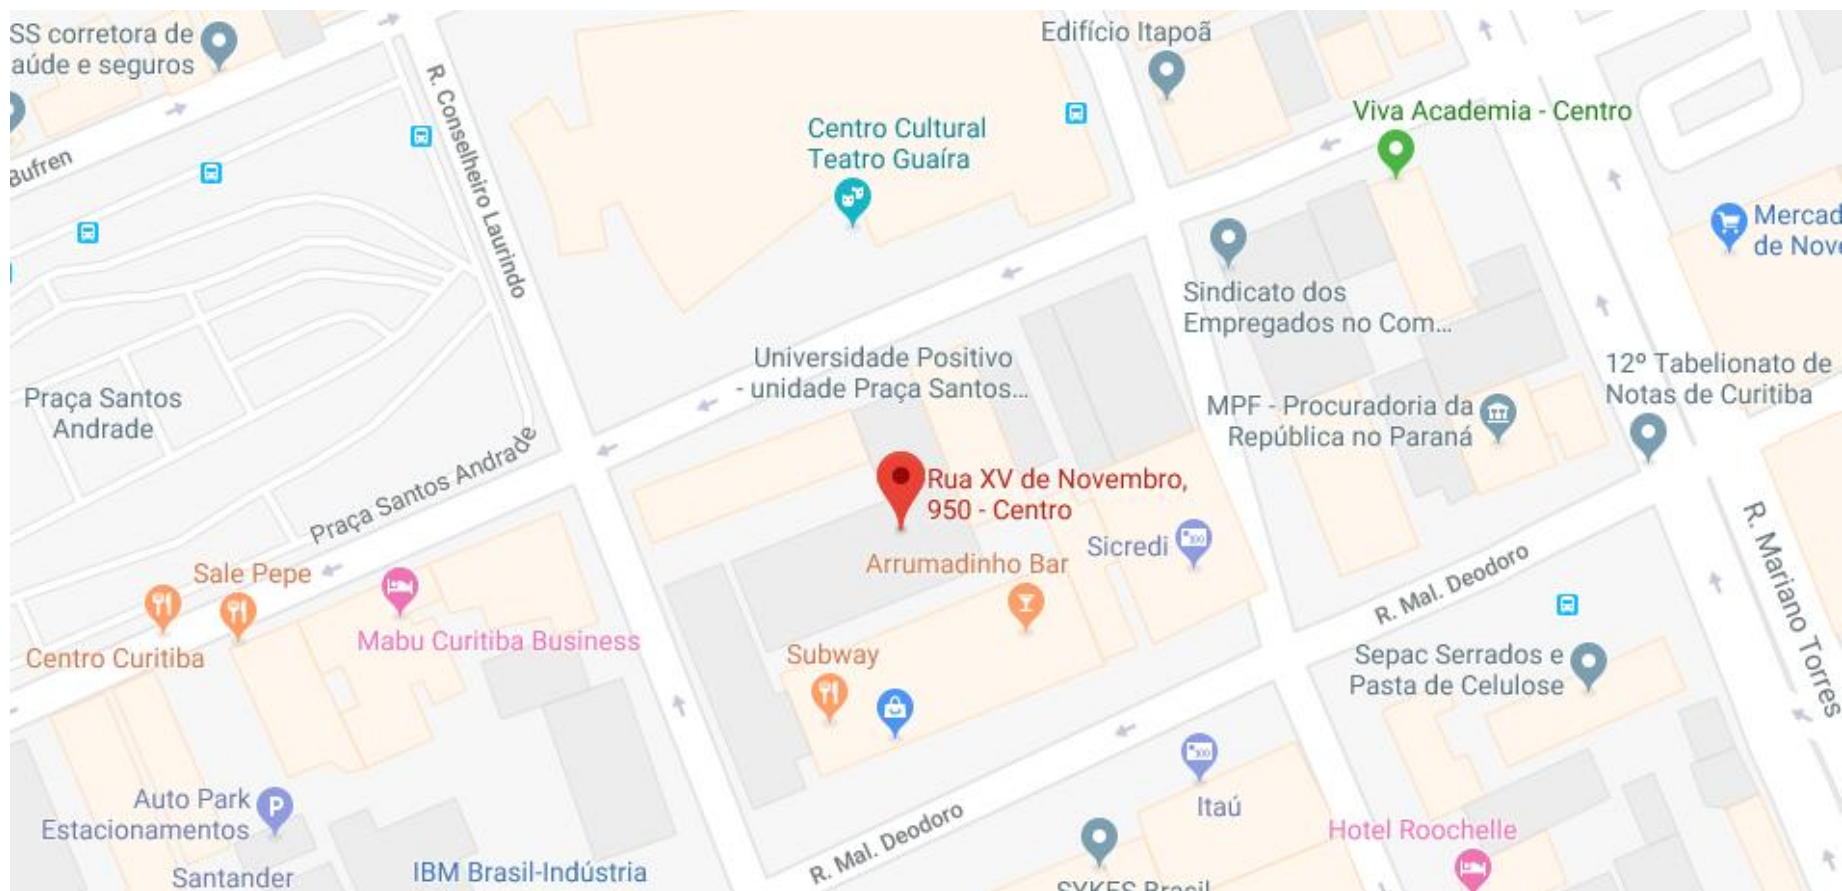 SS corretora de
aúde e seguros
Edifício Itapoã
R. Conselheiro Laurindo
Viva Academia - Centro
Centro Cultural
Teatro Guaíra
Bufren
Mercad
de Nov
Sindicato dos
Empregados no Com...
Universidade Positivo
- unidade Praça Santos...
12º Tabelionato de
Notas de Curitiba
Praça Santos
Andrade
MPF - Procuradoria da
República no Paraná
Praça Santos Andrade
Rua XV de Novembro,
950 - Centro
R. Mariano Torres
Sicredi
Arrumadinho Bar
R. Mal. Deodoro
Sale Pepe
Mabu Curitiba Business
Centro Curitiba
Subway
Sepac Serrados e
Pasta de Celulose
Auto Park
Estacionamentos
P
Itaú
R. Mal. Deodoro
Hotel Roochelle
IBM Brasil-Indústria
Santander
SYKES Brasil